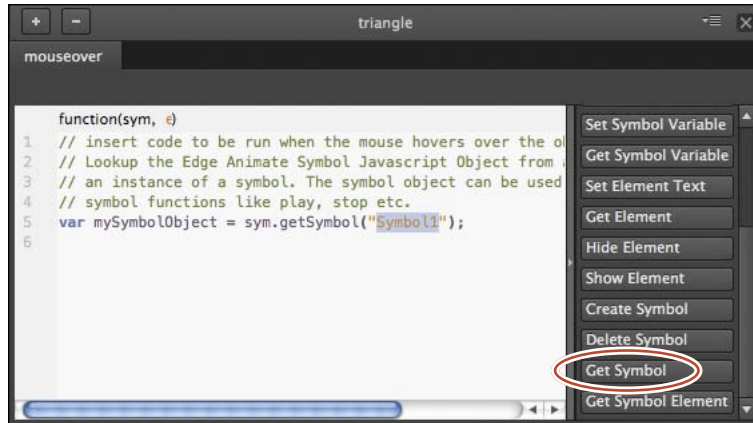 + - triangle
mouseover
function(sym, e)
1 // insert code to be run when the mouse hovers over the
2 // Lookup the Edge Animate Symbol Javascript Object from
3 // an instance of a symbol. The symbol object can be used
4 // symbol functions like play, stop etc.
5 var mySymbolObject = sym.getSymbol("Symbol1");
6
Set Symbol Variable
Get Symbol Variable
Set Element Text
Get Element
Hide Element
Show Element
Create Symbol
Delete Symbol
Get Symbol
Get Symbol Element